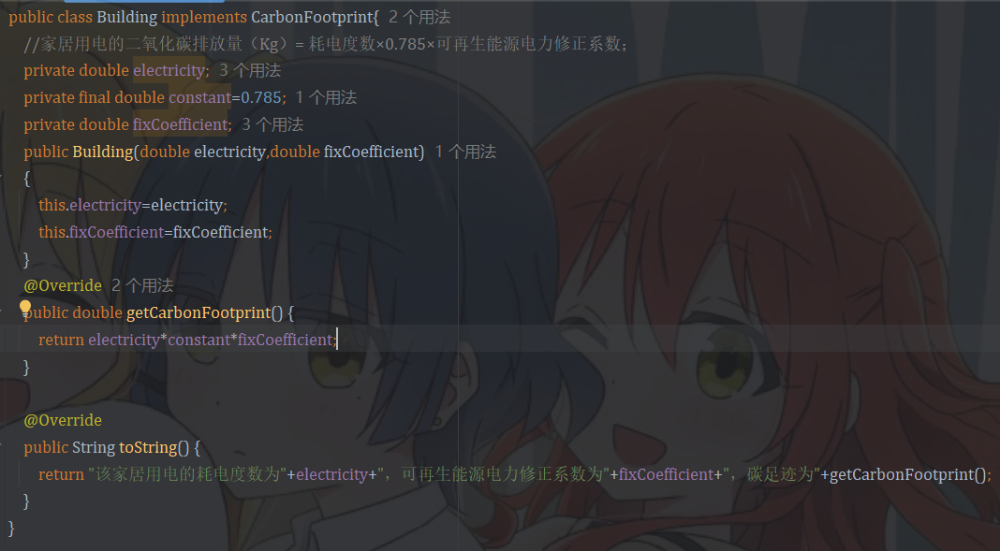 public class Building implements CarbonFootprint{ 2 个用法
//家居用电的二氧化碳排放量（Kg）= 耗电度数×0.785×可再生能源电力修正系数；
private double electricity; 3 个用法
private final double constant=0.785; 1 个用法
private double fixCoefficient; 3 个用法
public Building(double electricity,double fixCoefficient) 1 个用法
{
this.electricity=electricity;
this.fixCoefficient=fixCoefficient;
}
@Override 2 个用法
public double getCarbonFootprint() {
return electricity*constant*fixCoefficient;
}
@Override
public String toString() {
return "该家居用电的耗电度数为"+electricity+"，可再生能源电力修正系数为"+fixCoefficient+"，碳足迹为"+getCarbonFootprint();
}
}